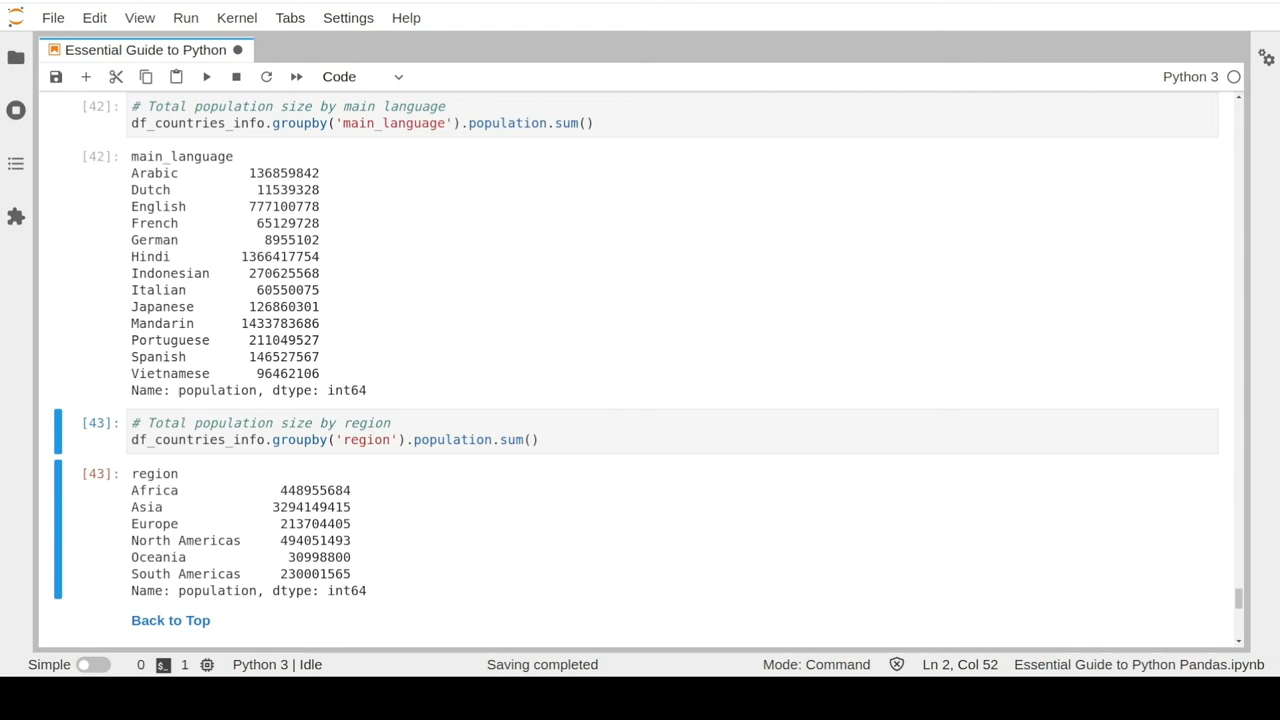 File Edit View Run Kernel Tabs Settings Help
Essential Guide to Python
Code
Python 3
[42]: # Total population size by main language
df_countries_info.groupby('main_language').population.sum()
[42]: main_language
Arabic 136859842
Dutch 11539328
English 777100778
French 65129728
German 8955102
Hindi 1366417754
Indonesian 270625568
Italian 60550075
Japanese 126860301
Mandarin 1433783686
Portuguese 211049527
Spanish 146527567
Vietnamese 96462106
Name: population, dtype: int64
[43]: # Total population size by region
df_countries_info.groupby('region').population.sum()
[43]: region
Africa 448955684
Asia 3294149415
Europe 213704405
North Americas 494051493
Oceania 30998800
South Americas 230001565
Name: population, dtype: int64
Back to Top
Simple 0 $_ 1 Python 3 | Idle Saving completed Mode: Command Ln 2, Col 52 Essential Guide to Python Pandas.ipynb